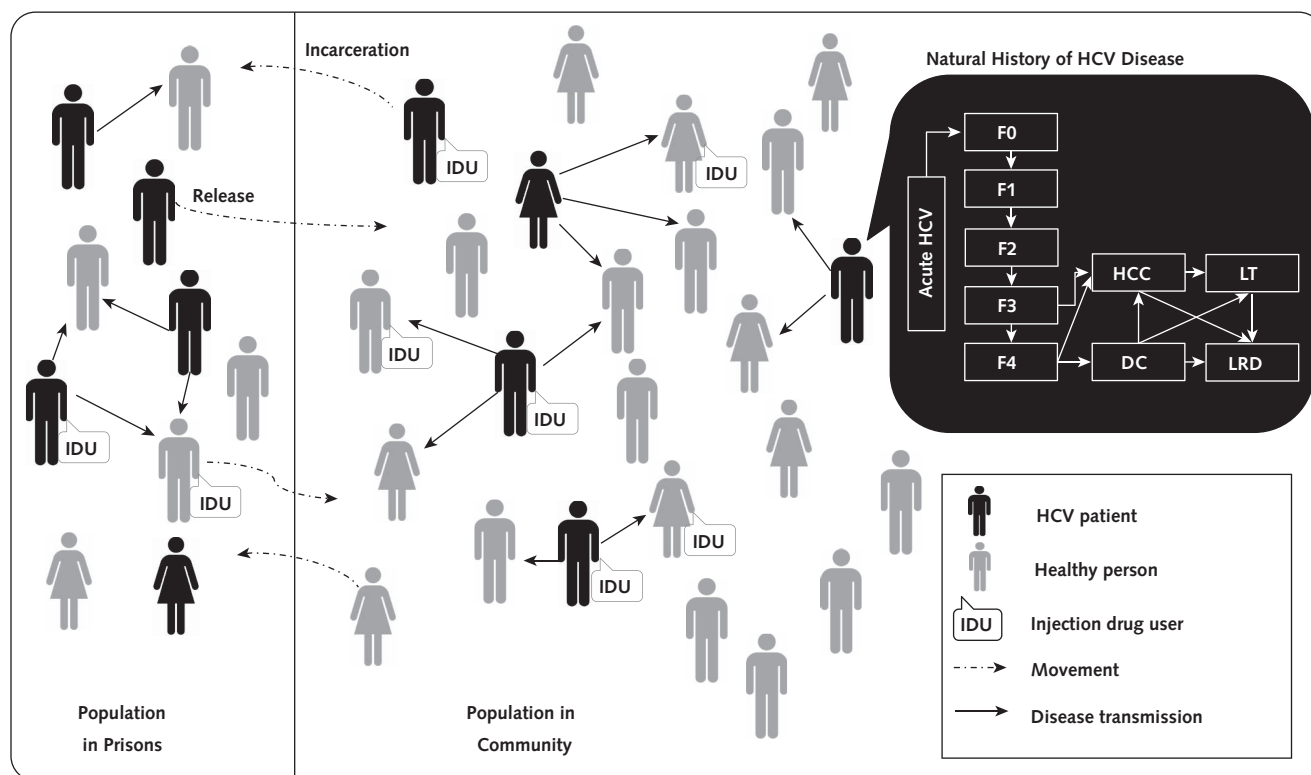 Incarceration
Natural History of HCV Disease
IDU
IDU
Release
IDU
IDU
IDU
IDU
IDU
IDU
Acute HCV
F0
F1
F2
F3
F4
HCC
LT
DC
LRD
HCV patient
Healthy person
IDU
Injection drug user
Movement
Disease transmission
Population
in Prisons
Population in
Community